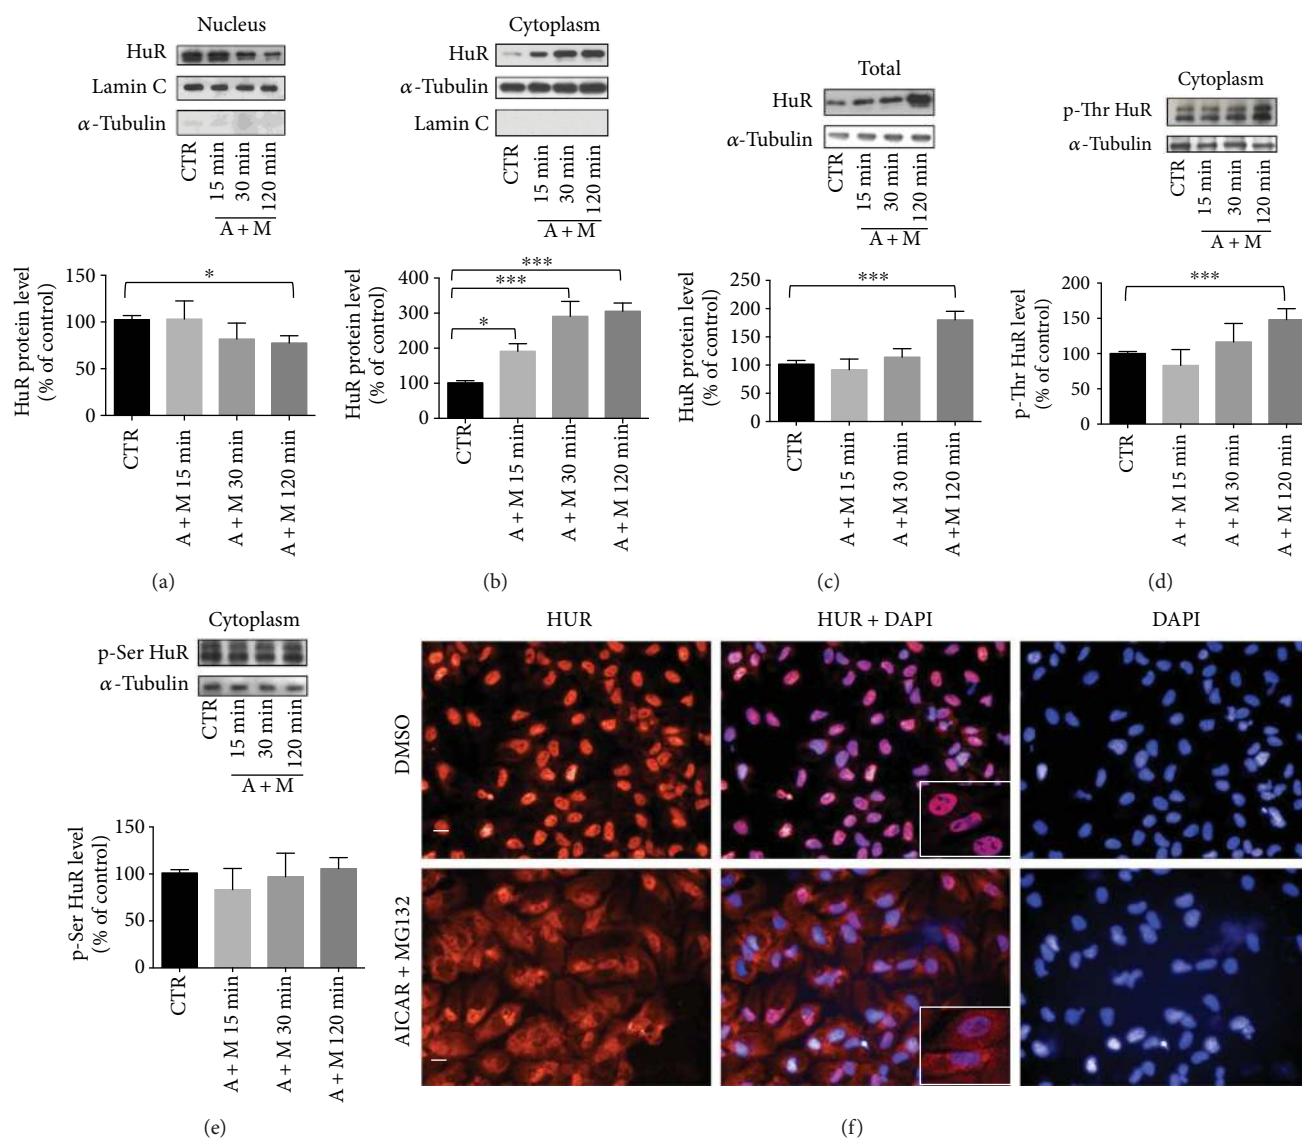 Nucleus
HuR
Lamin C
α-Tubulin
CTR
15 min
30 min
120 min
A + M
HuR protein level
(% of control)
150
100
50
0
*
CTR
A + M 15 min
A + M 30 min
A + M 120 min
(a)
Cytoplasm
HuR
α-Tubulin
Lamin C
CTR
15 min
30 min
120 min
A + M
HuR protein level
(% of control)
400
300
200
100
0
***
***
*
CTR
A + M 15 min
A + M 30 min
A + M 120 min
(b)
Total
HuR
α-Tubulin
CTR
15 min
30 min
120 min
A + M
HuR protein level
(% of control)
250
200
150
100
50
0
***
CTR
A + M 15 min
A + M 30 min
A +M 120 min
(c)
Cytoplasm
p-Thr HuR
α-Tubulin
CTR
15 min
30 min
120 min
A + M
p-Thr HuR level
(% of control)
200
150
100
50
0
***
CTR
A + M 15 min
A + M 30 min
A + M 120 min
(d)
Cytoplasm
p-Ser HuR
α-Tubulin
CTR
15 min
30 min
120 min
A + M
p-Ser HuR level
(% of control)
150
100
50
0
CTR
A + M 15 min
A + M 30 min
A + M 120 min
(e)
HUR
HUR + DAPI
DAPI
DMSO
AICAR + MG132
(f)